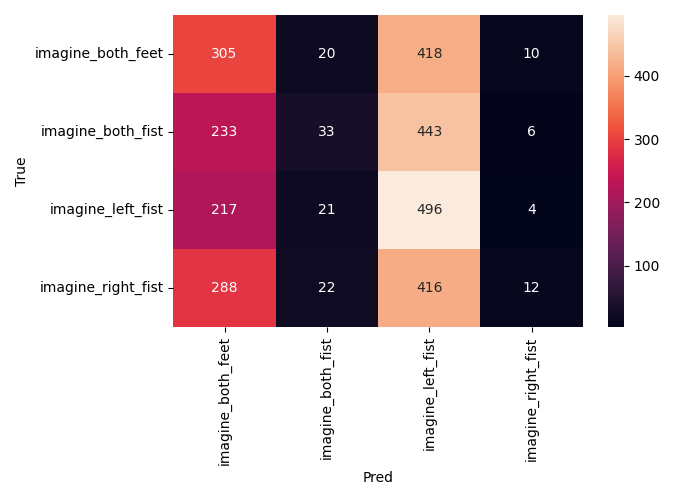 imagine_both_feet 305 20 418 10
imagine_both_fist 233 33 443 6
imagine_left_fist 217 21 496 4
imagine_right_fist 288 22 416 12
True
imagine_both_feet
imagine_both_fist
imagine_left_fist
imagine_right_fist
Pred
400
300
200
100